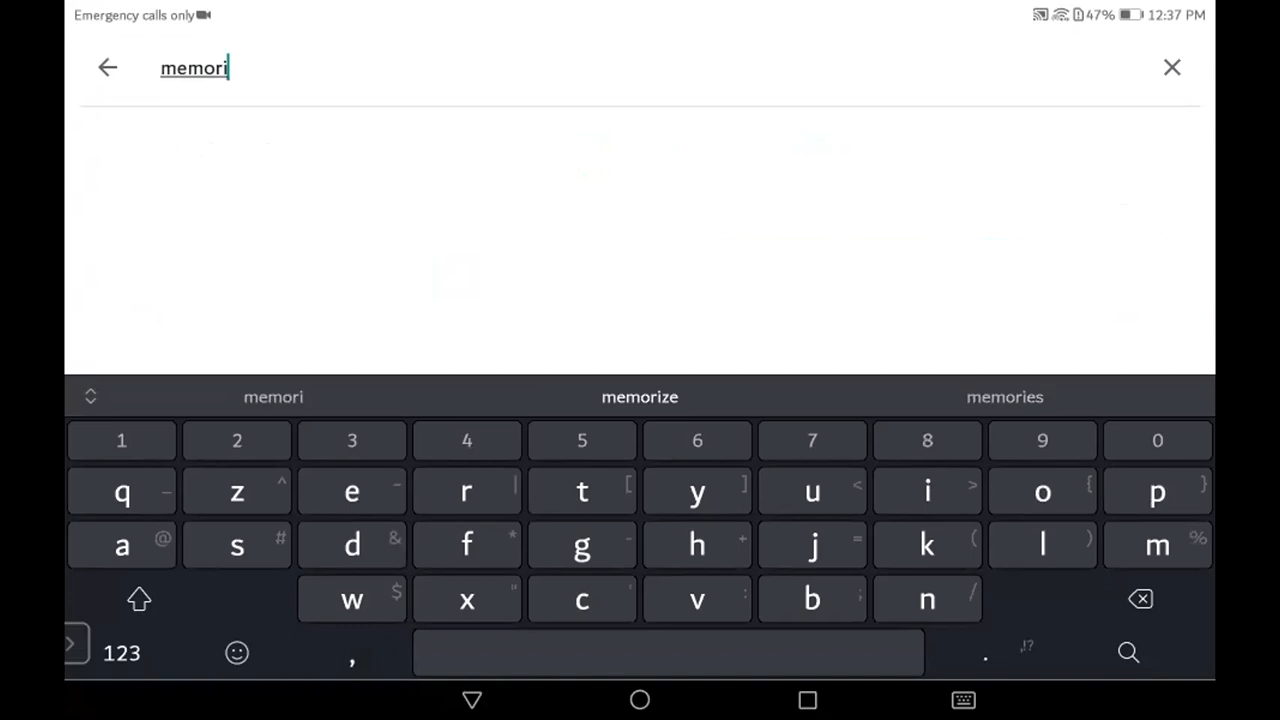 Emergency calls only 47% 12:37 PM
memori
memori memorize memories
1 2 3 4 5 6 7 8 9 0
q _ z ^ e ~ r | t [ y ] u < i > o { p }
a @ s # d & f * g - h + j = k ( l ) m %
w $ x " c ' v : b ; n /
123 , . ,!?